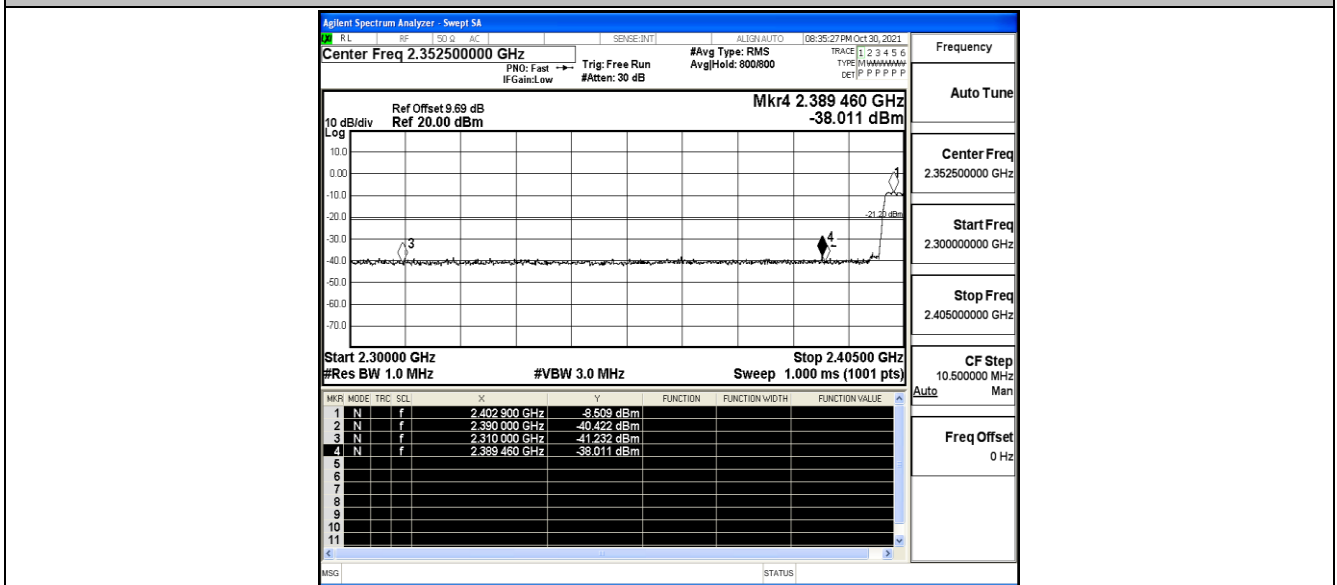 Agilent Spectrum Analyzer - Swept SA
RL RF 50 Ω AC SENSE:INT ALIGN AUTO 08:35:27 PM Oct 30, 2021
Center Freq 2.352500000 GHz
PNO: Fast
IFGain:Low
Trig: Free Run
#Atten: 30 dB
#Avg Type: RMS
Avg|Hold: 800/800
TRACE 1 2 3 4 5 6
TYPE M W W W W W
DET P P P P P P
Frequency
Auto Tune
Center Freq
2.352500000 GHz
Start Freq
2.300000000 GHz
Stop Freq
2.405000000 GHz
CF Step
10.500000 MHz
Auto Man
Freq Offset
0 Hz
Ref Offset 9.69 dB
10 dB/div Ref 20.00 dBm
Log
Mkr4 2.389 460 GHz
-38.011 dBm
10.0
0.00
-10.0
-20.0
-30.0
-40.0
-50.0
-60.0
-70.0
1
-21.20 dBm
3
4
Start 2.30000 GHz Stop 2.40500 GHz
#Res BW 1.0 MHz #VBW 3.0 MHz Sweep 1.000 ms (1001 pts)
MKR MODE TRC SCL X Y FUNCTION FUNCTION WIDTH FUNCTION VALUE
1 N f 2.402 900 GHz -8.509 dBm
2 N f 2.390 000 GHz -40.422 dBm
3 N f 2.310 000 GHz -41.232 dBm
4 N f 2.389 460 GHz -38.011 dBm
5
6
7
8
9
10
11
MSG STATUS